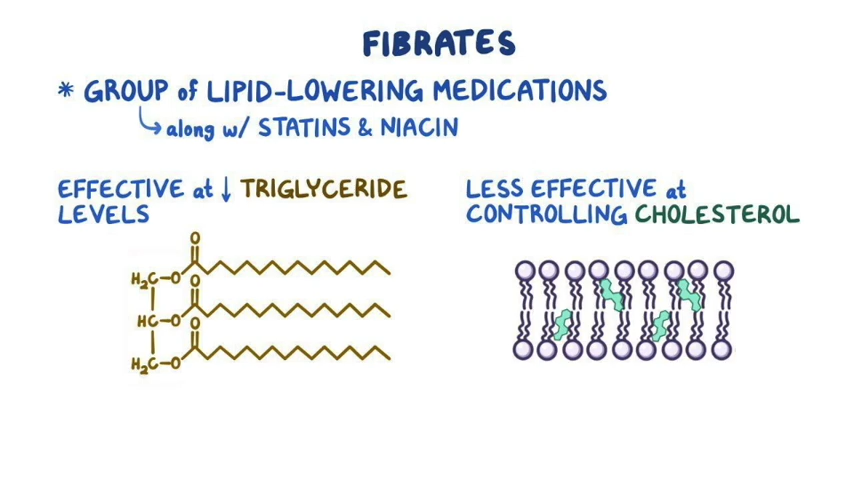 FIBRATES
* GROUP of LIPID-LOWERING MEDICATIONS
along w/ STATINS & NIACIN
EFFECTIVE at ↓ TRIGLYCERIDE
LEVELS
LESS EFFECTIVE at
CONTROLLING CHOLESTEROL
O
H₂C–O
O
HC–O
O
H₂C–O